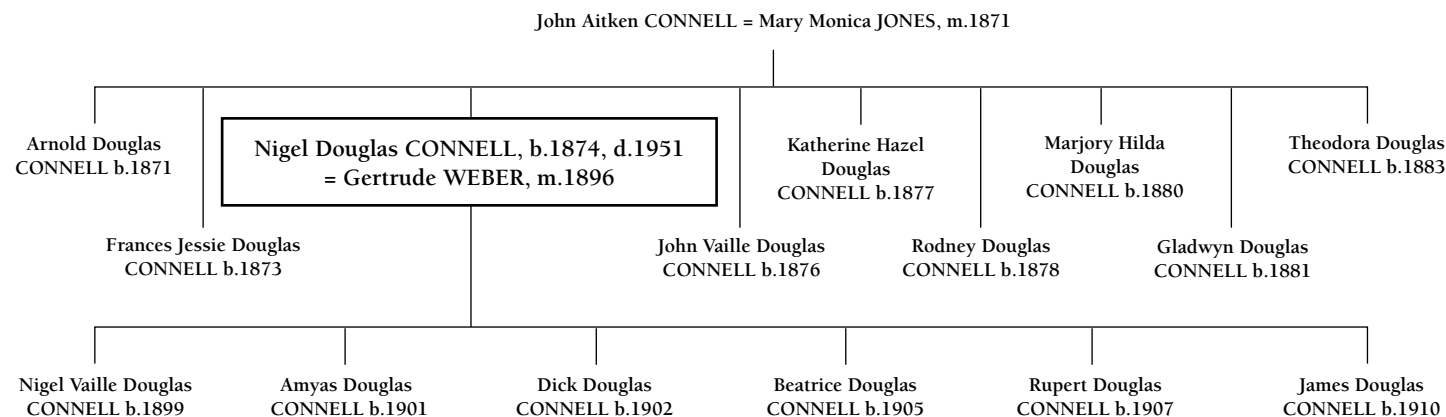 John Aitken CONNELL = Mary Monica JONES, m.1871
Arnold Douglas
CONNELL b.1871
Frances Jessie Douglas
CONNELL b.1873
Nigel Douglas CONNELL, b.1874, d.1951
= Gertrude WEBER, m.1896
John Vaille Douglas
CONNELL b.1876
Katherine Hazel
Douglas
CONNELL b.1877
Rodney Douglas
CONNELL b.1878
Marjory Hilda
Douglas
CONNELL b.1880
Gladwyn Douglas
CONNELL b.1881
Theodora Douglas
CONNELL b.1883
Nigel Vaille Douglas
CONNELL b.1899
Amyas Douglas
CONNELL b.1901
Dick Douglas
CONNELL b.1902
Beatrice Douglas
CONNELL b.1905
Rupert Douglas
CONNELL b.1907
James Douglas
CONNELL b.1910